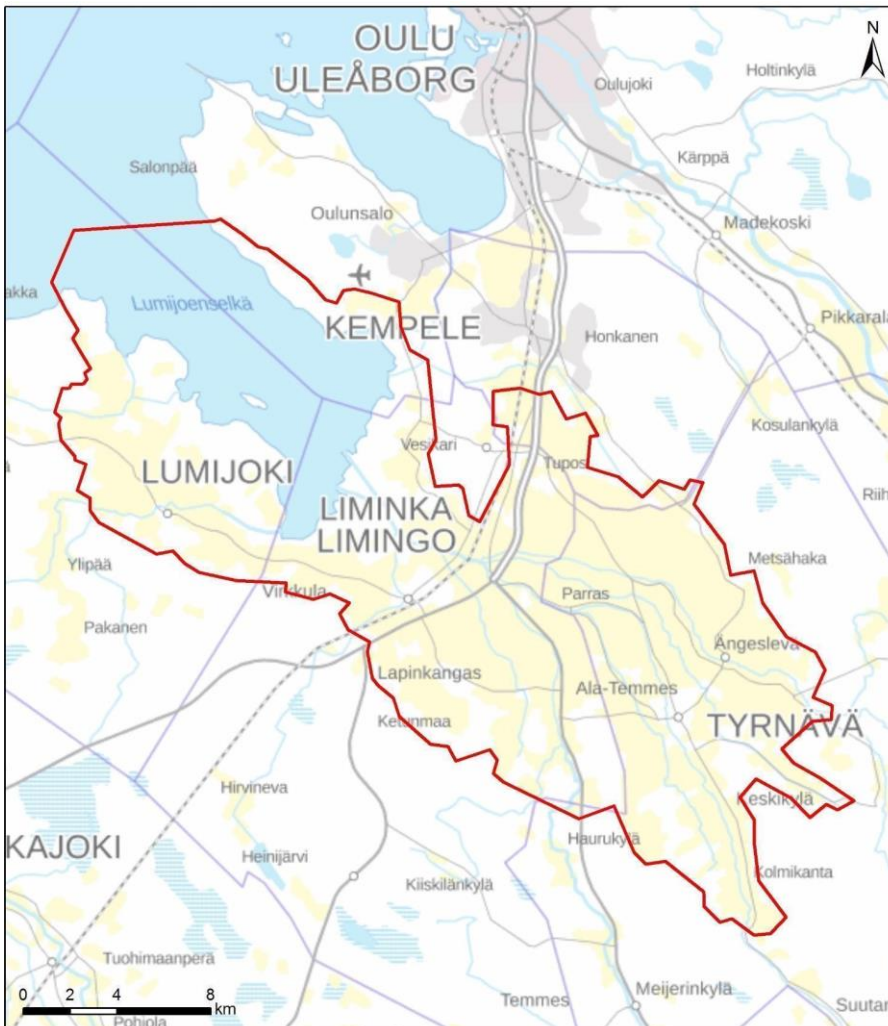 N
OULU
ULEÅBORG
Oulujoki
Holtinkylä
Kärppä
Salonpää
Oulunsalo
Madekoski
akka
Lumijoenselkä
KEMPELE
Honkanen
Pikkarala
Vesikari
Kosulankylä
Tupos
LUMIJOKI
Riih
LIMINKA
LIMINGO
Ylipää
Metsähaka
Virkkula
Parras
Pakanen
Ängeslevä
Lapinkangas
Ala-Temmes
Ketunmaa
TYRNÄVÄ
Hirvineva
Keskikylä
KAJOKI
Heinijärvi
Haurukylä
Kiiskilänkylä
Kolmikanta
Tuohimaanperä
0 2 4 8
km
Meijerinkylä
Temmes
Suutar
Pohjola